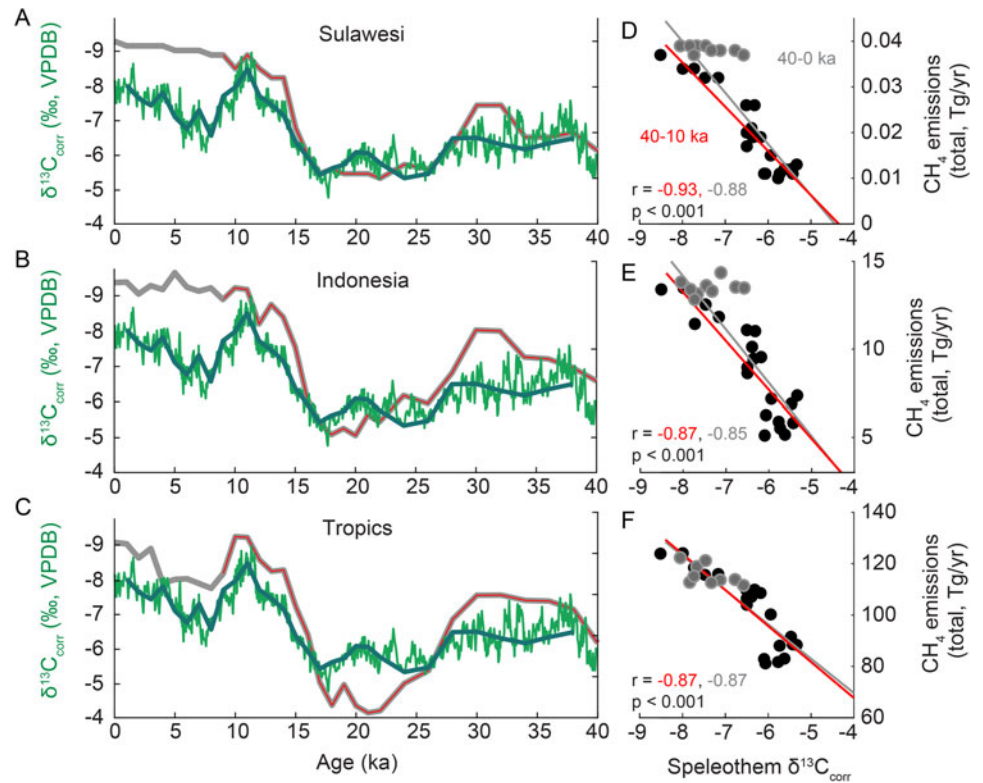 A
Sulawesi
δ¹³C_corr (‰, VPDB)
-9
-8
-7
-6
-5
-4
0 5 10 15 20 25 30 35 40
B
Indonesia
δ¹³C_corr (‰, VPDB)
-9
-8
-7
-6
-5
-4
0 5 10 15 20 25 30 35 40
C
Tropics
δ¹³C_corr (‰, VPDB)
-9
-8
-7
-6
-5
-4
0 5 10 15 20 25 30 35 40
Age (ka)
D
40-0 ka
40-10 ka
r = -0.93, -0.88
p < 0.001
0.04
0.03
0.02
0.01
0
CH₄ emissions
(total, Tg/yr)
-9 -8 -7 -6 -5 -4
E
r = -0.87, -0.85
p < 0.001
15
10
5
CH₄ emissions
(total, Tg/yr)
-9 -8 -7 -6 -5 -4
F
r = -0.87, -0.87
p < 0.001
140
120
100
80
60
CH₄ emissions
(total, Tg/yr)
-9 -8 -7 -6 -5 -4
Speleothem δ¹³C_corr